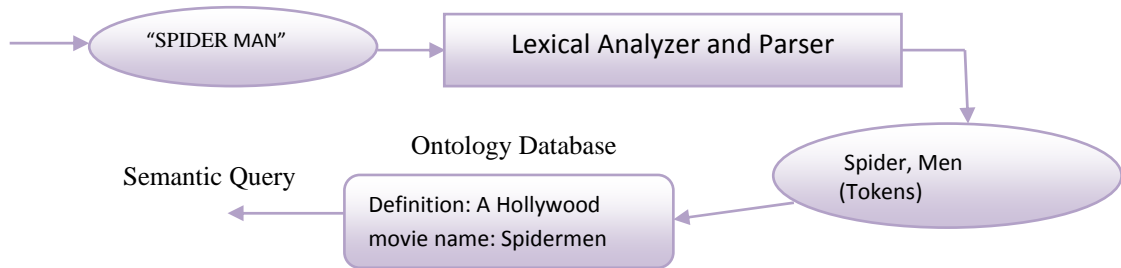 “SPIDER MAN”
Lexical Analyzer and Parser
Spider, Men
(Tokens)
Ontology Database
Definition: A Hollywood
movie name: Spidermen
Semantic Query